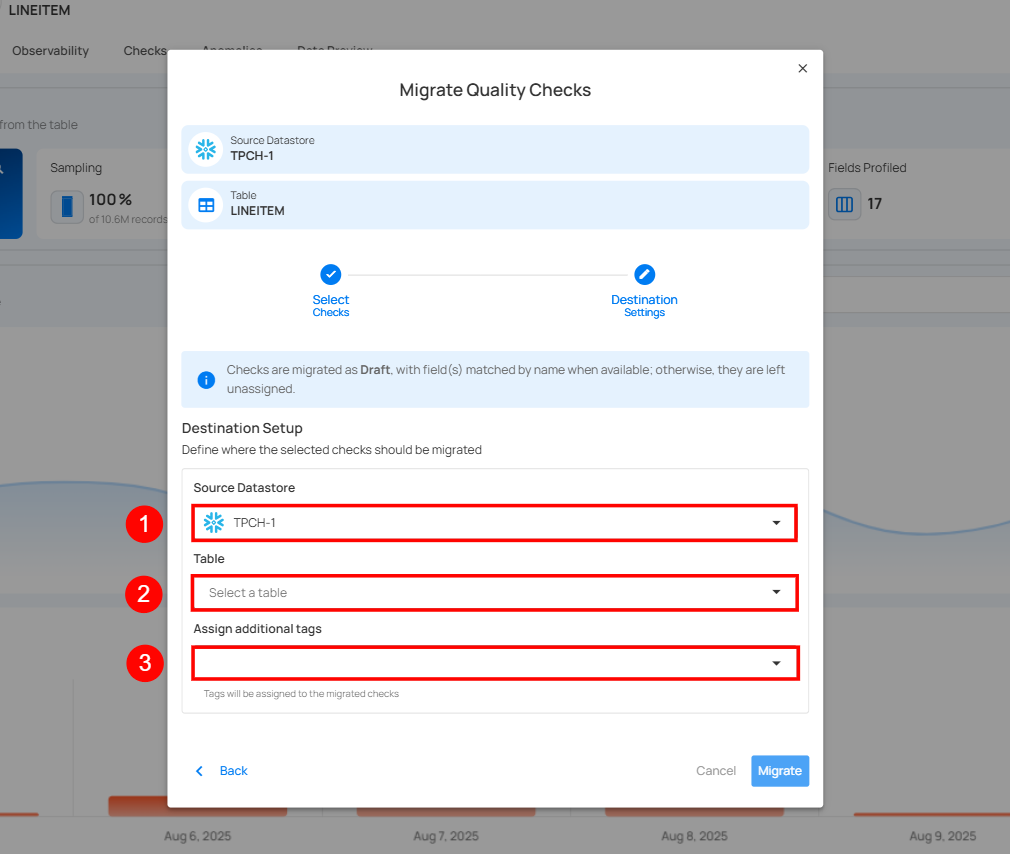 LINEITEM
Observability
Checks
Anomalies
Data Preview
Migrate Quality Checks
from the table
Sampling
100%
of 10.6M records
Fields Profiled
17
Source Datastore
TPCH-1
Table
LINEITEM
Select
Checks
Destination
Settings
Checks are migrated as Draft, with field(s) matched by name when available; otherwise, they are left
unassigned.
Destination Setup
Define where the selected checks should be migrated
Source Datastore
1
TPCH-1
Table
2
Select a table
Assign additional tags
3
Tags will be assigned to the migrated checks
Back
Cancel
Migrate
Aug 6, 2025
Aug 7, 2025
Aug 8, 2025
Aug 9, 2025